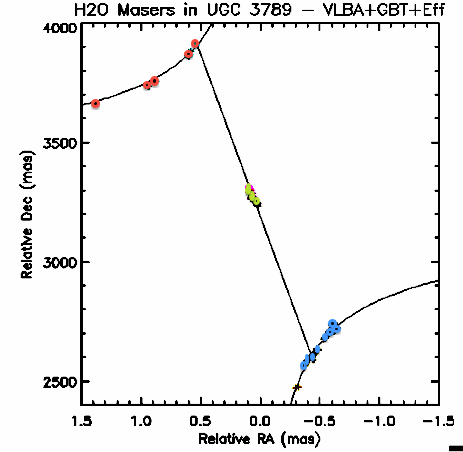 H2O Masers in UGC 3789 – VLBA+GBT+Eff
4000
3500
3000
2500
Relative Dec (mas)
1.5 1.0 0.5 0.0 −0.5 −1.0 −1.5
Relative RA (mas)